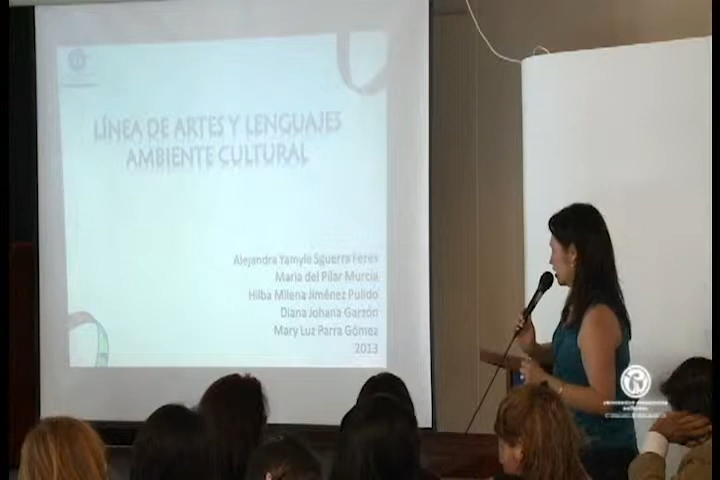 LÍNEA DE ARTES Y LENGUAJES
AMBIENTE CULTURAL
Alejandra Yamyle Sguerra Feres
Maria del Pilar Murcia
Hilba Milena Jiménez Pulido
Diana Johana Garzón
Mary Luz Parra Gómez
2013